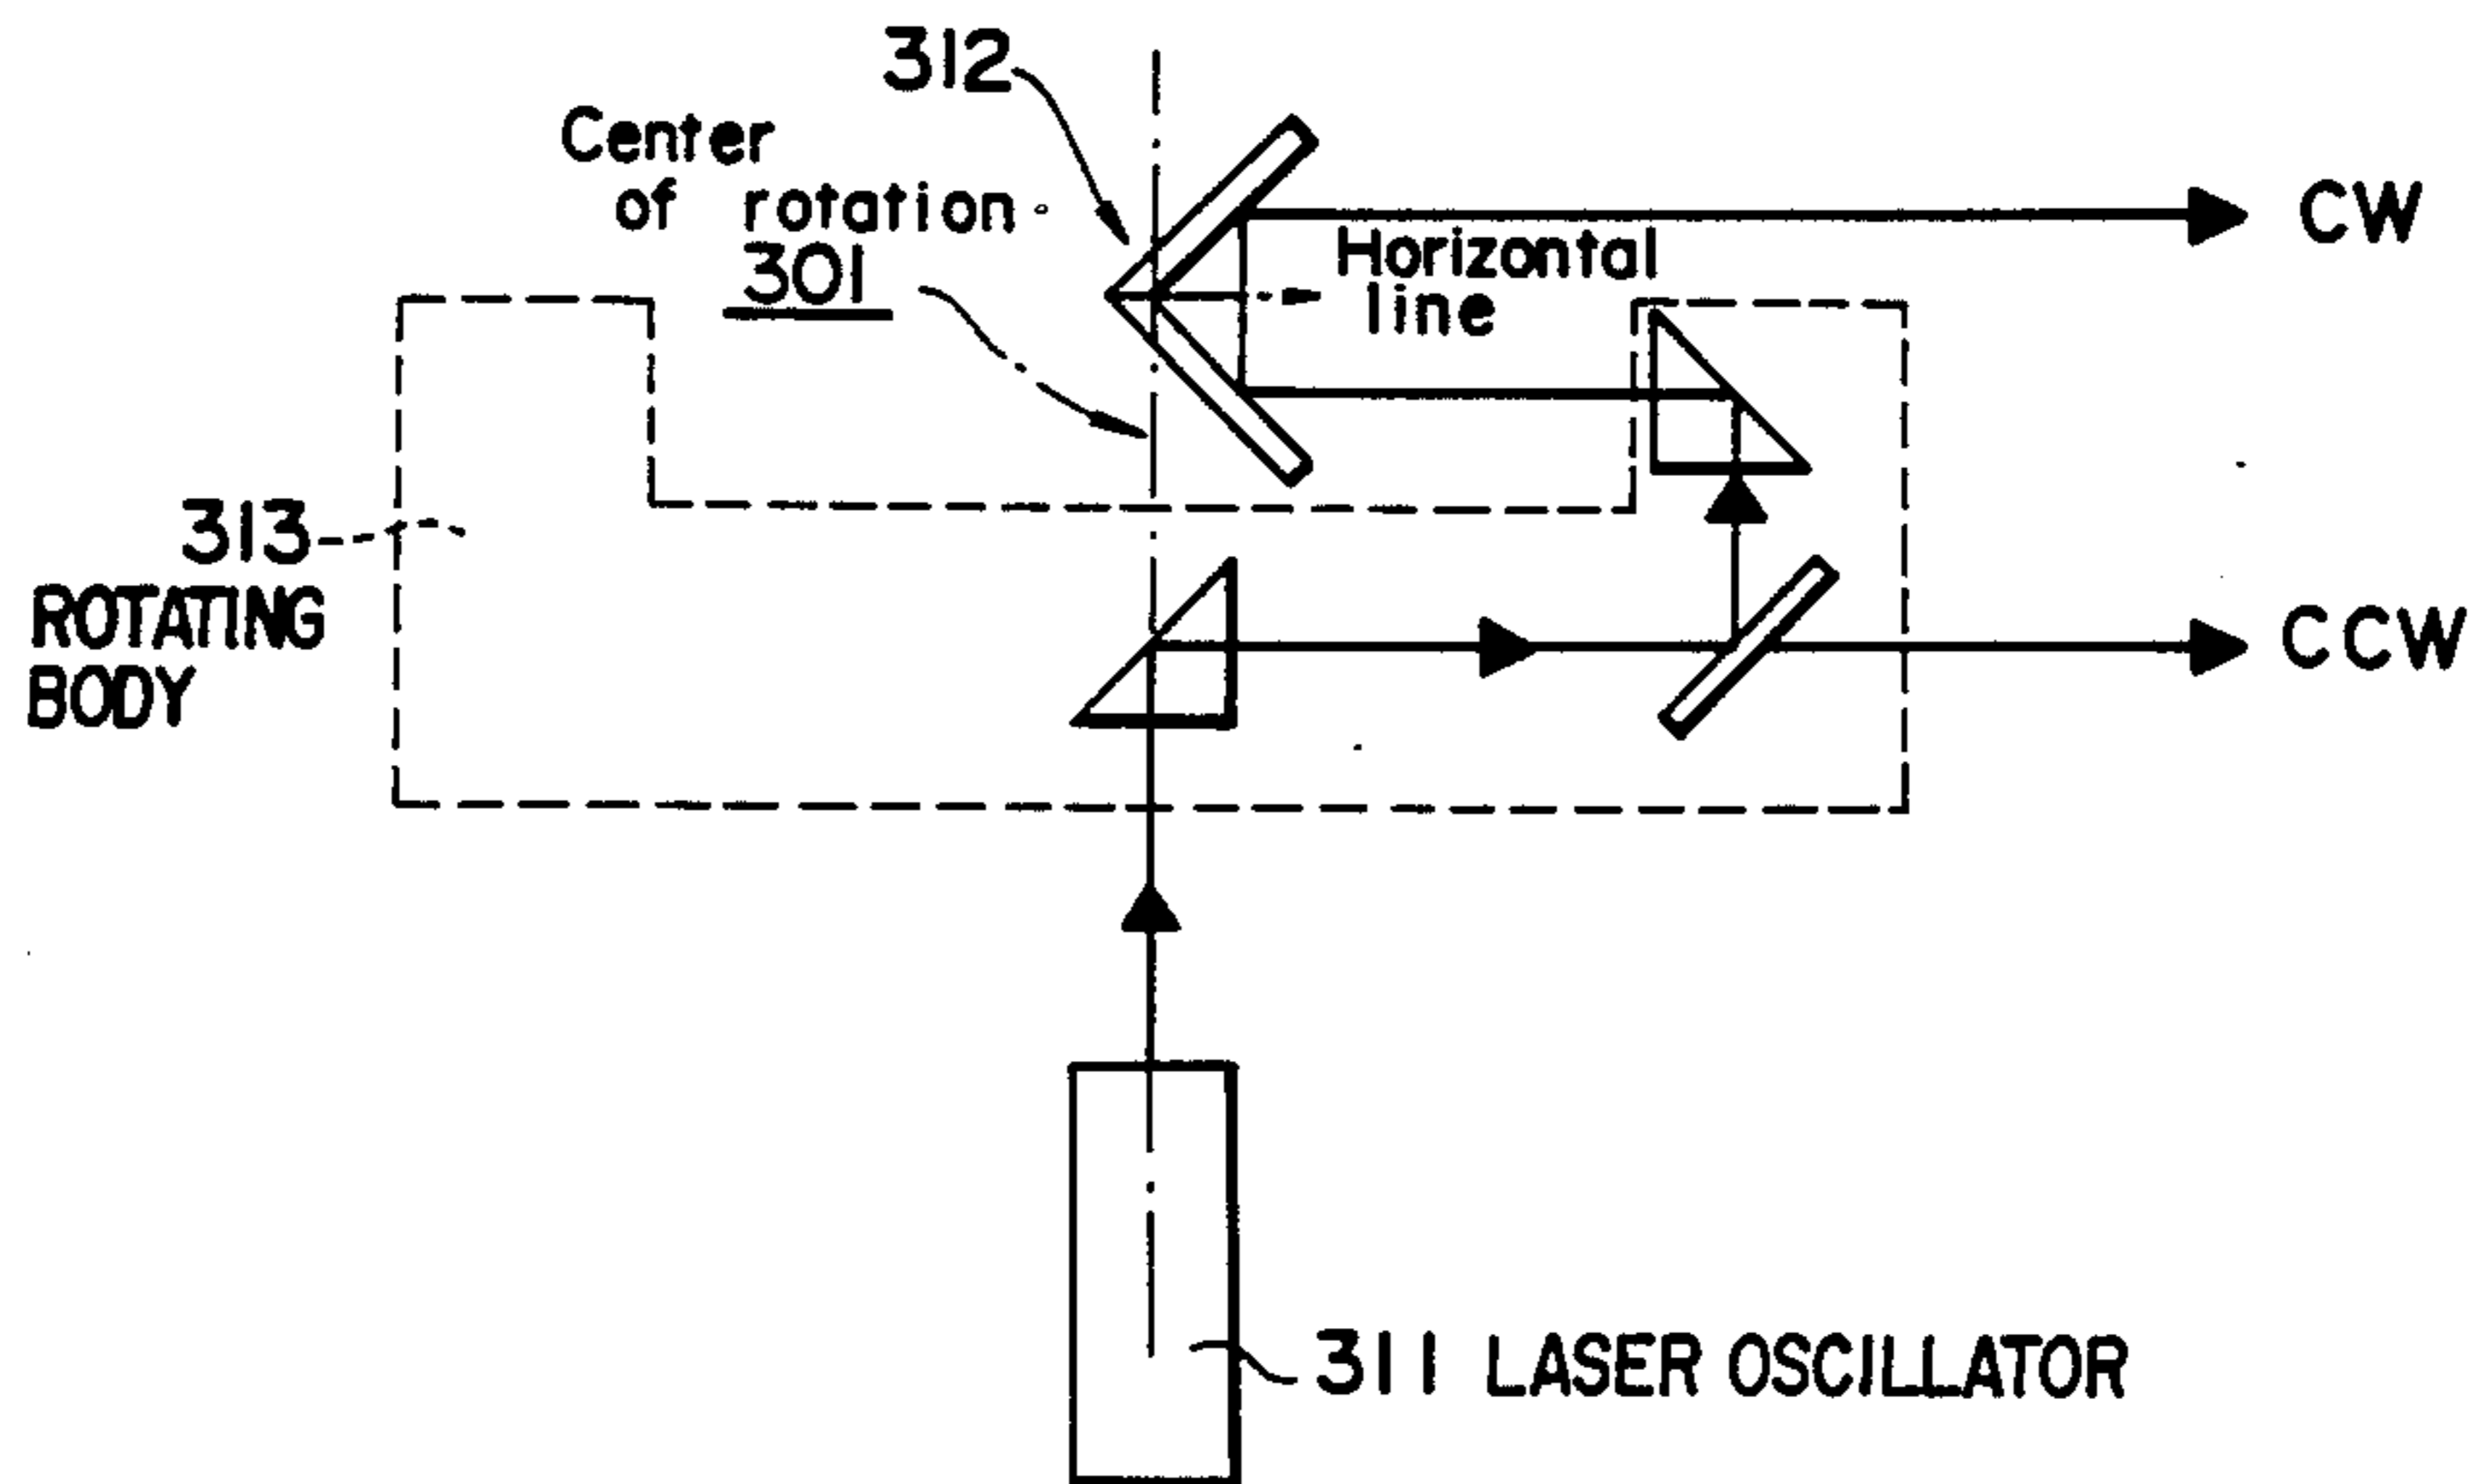 312
Center
of rotation
301
CW
Horizontal
line
313
ROTATING
BODY
CCW
311 LASER OSCILLATOR